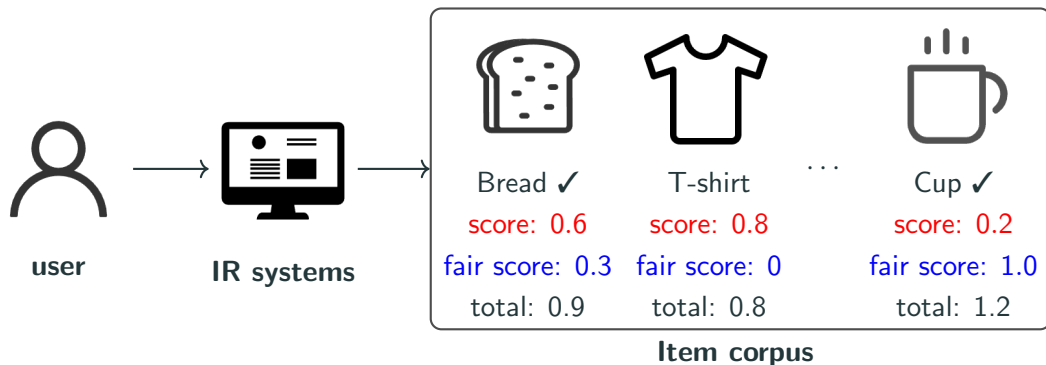 Bread ✓ T-shirt ... Cup ✓
score: 0.6 score: 0.8 score: 0.2
fair score: 0.3 fair score: 0 fair score: 1.0
total: 0.9 total: 0.8 total: 1.2
user IR systems
Item corpus